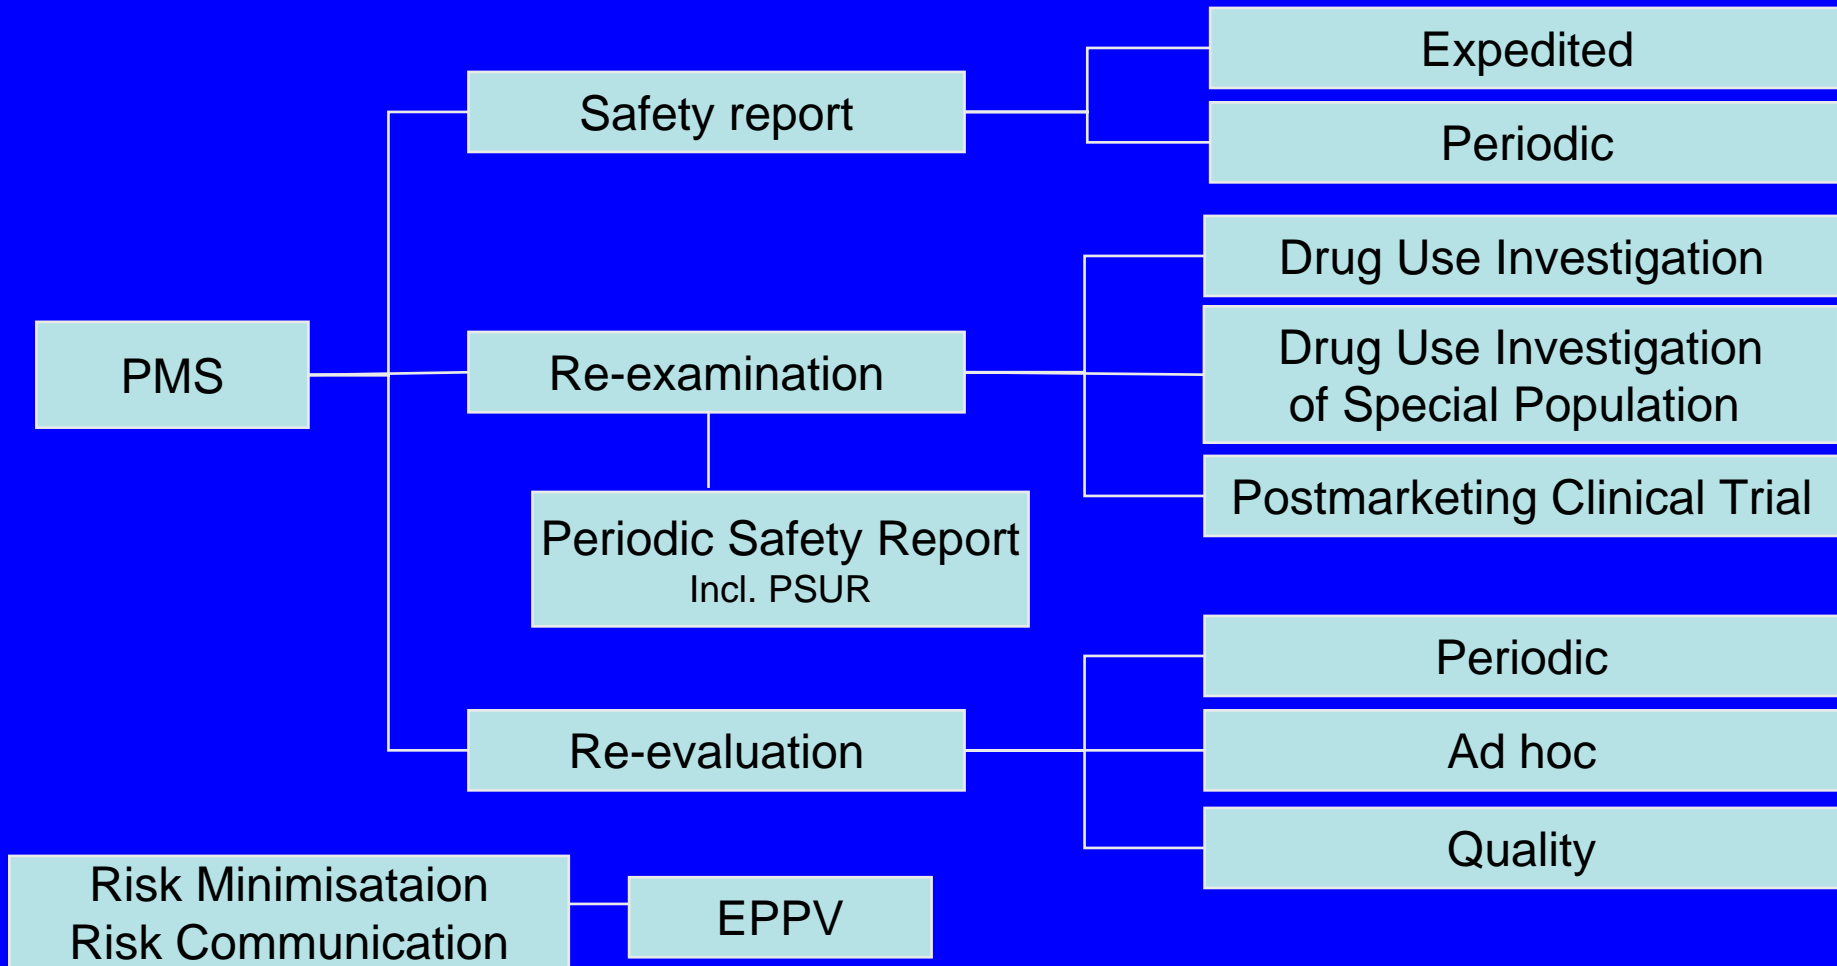 PMS
Safety report
Expedited
Periodic
Re-examination
Drug Use Investigation
Drug Use Investigation
of Special Population
Postmarketing Clinical Trial
Periodic Safety Report
Incl. PSUR
Re-evaluation
Periodic
Ad hoc
Quality
Risk Minimisataion
Risk Communication
EPPV